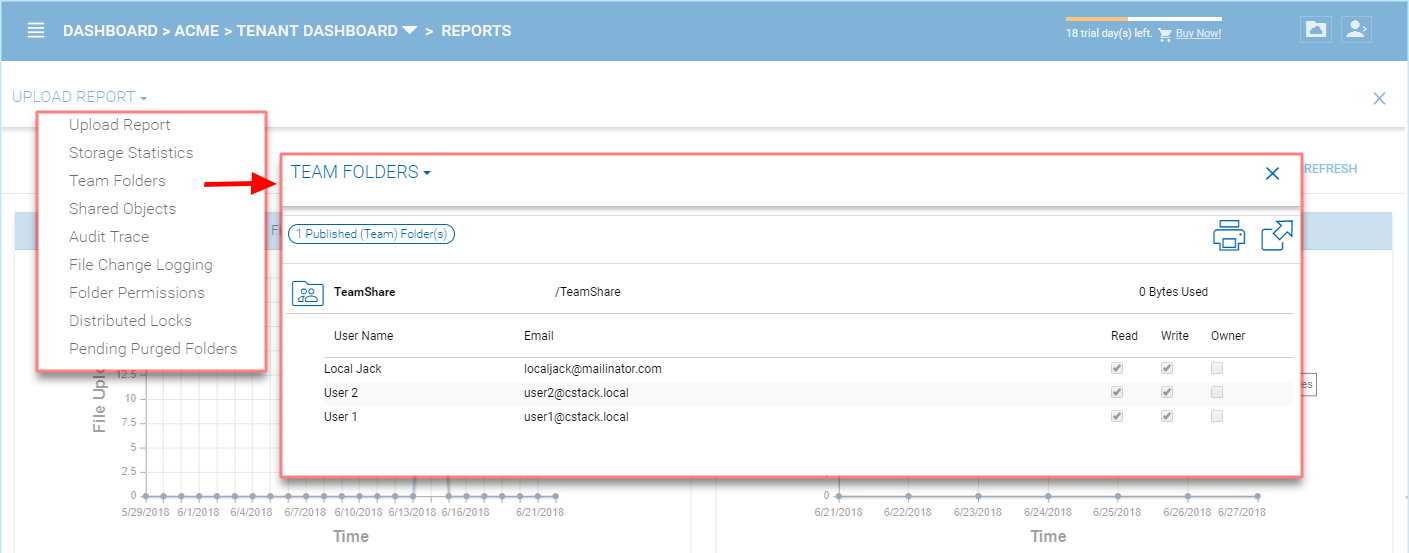 DASHBOARD > ACME > TENANT DASHBOARD > REPORTS
18 trial day(s) left. Buy Now!
UPLOAD REPORT
Upload Report
Storage Statistics
Team Folders
Shared Objects
Audit Trace
File Change Logging
Folder Permissions
Distributed Locks
Pending Purged Folders
REFRESH
TEAM FOLDERS
1 Published (Team) Folder(s)
TeamShare /TeamShare 0 Bytes Used
User Name Email Read Write Owner
Local Jack localjack@mailinator.com
User 2 user2@cstack.local
User 1 user1@cstack.local
File
12.5
10
7.5
5
2.5
0
5/29/2018 6/1/2018 6/4/2018 6/7/2018 6/10/2018 6/13/2018 6/16/2018 6/21/2018
Time
0
6/21/2018 6/22/2018 6/23/2018 6/24/2018 6/25/2018 6/26/2018 6/27/2018
Time